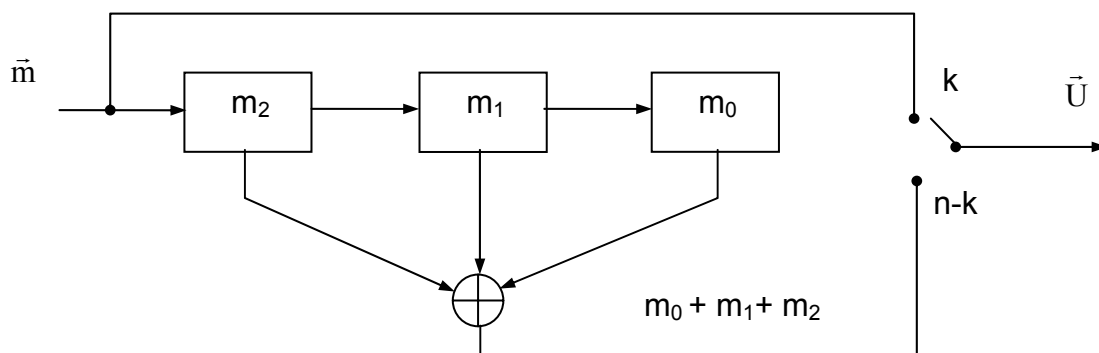 m⃗
m₂
m₁
m₀
k
U⃗
n-k
m₀ + m₁+ m₂